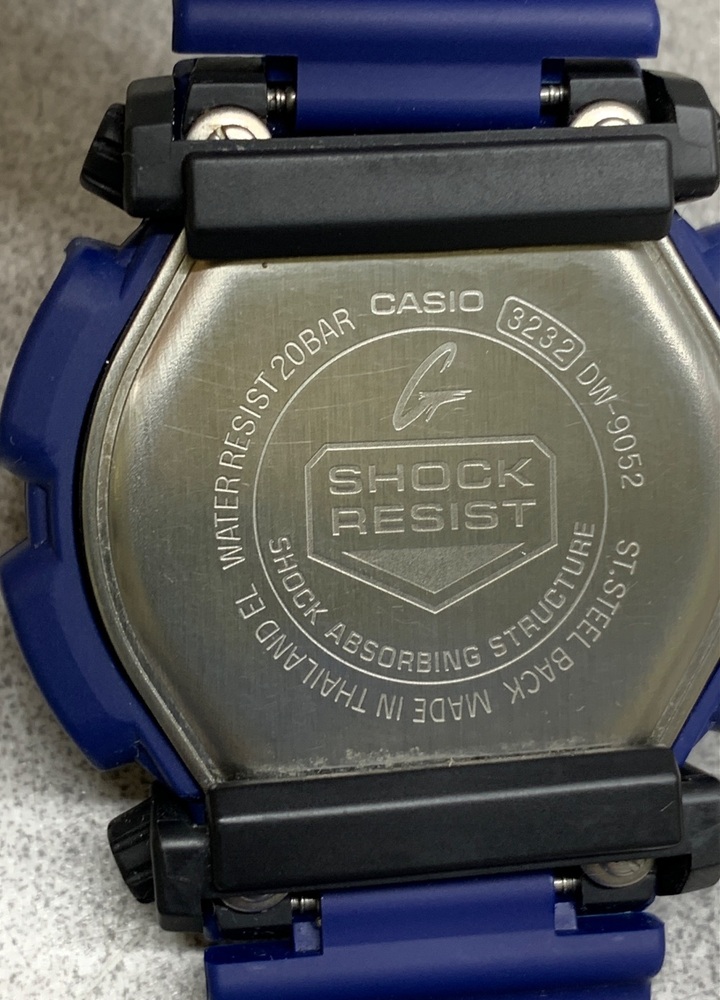 CASIO
3232 DW-9052
ST.STEEL BACK MADE IN THAILAND EL
WATER RESIST 20BAR
G
SHOCK
RESIST
SHOCK ABSORBING STRUCTURE